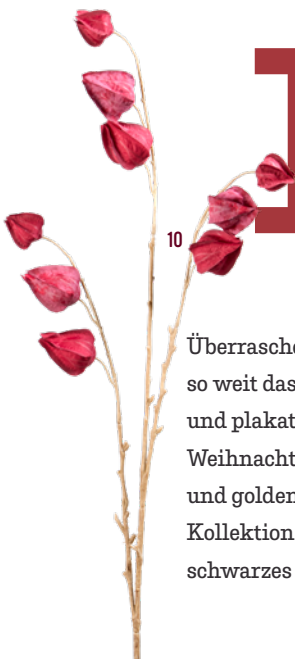 10
Überrasche
so weit das
und plakat
Weihnacht
und golden
Kollektion
schwarzes